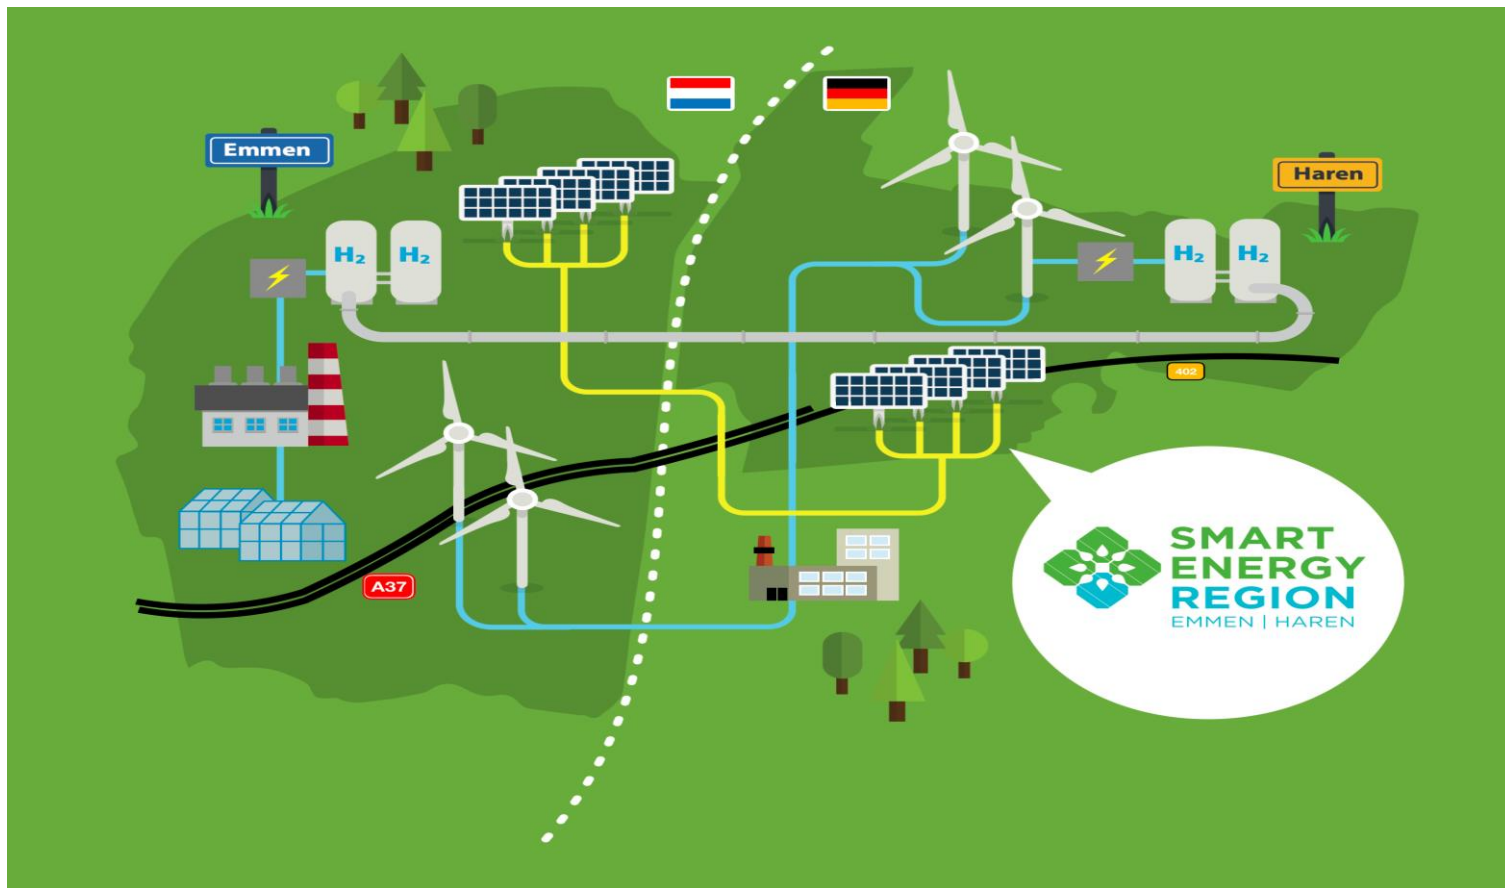 Emmen
Haren
H₂
H₂
H₂
H₂
402
A37
SMART
ENERGY
REGION
EMMEN | HAREN